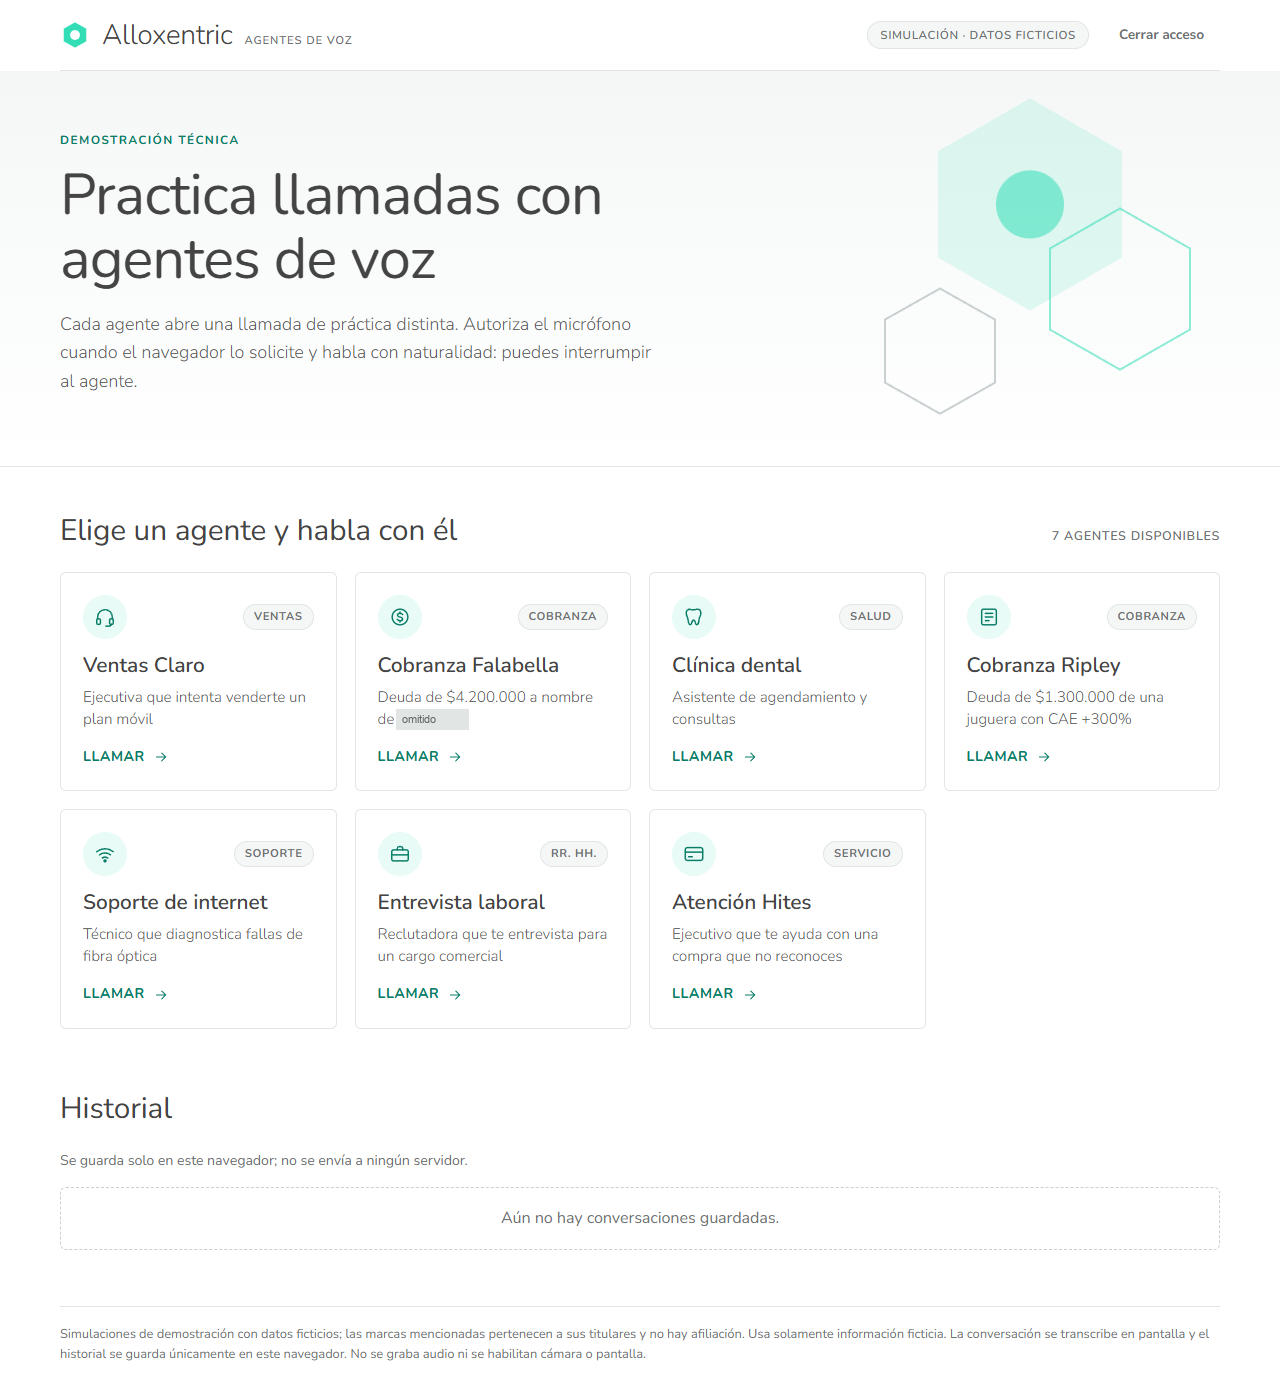 Alloxentric AGENTES DE VOZ
SIMULACIÓN · DATOS FICTICIOS
Cerrar acceso
DEMOSTRACIÓN TÉCNICA
Practica llamadas con
agentes de voz
Cada agente abre una llamada de práctica distinta. Autoriza el micrófono
cuando el navegador lo solicite y habla con naturalidad: puedes interrumpir
al agente.
Elige un agente y habla con él
7 AGENTES DISPONIBLES
VENTAS
Ventas Claro
Ejecutiva que intenta venderte un
plan móvil
LLAMAR →
COBRANZA
Cobranza Falabella
Deuda de $4.200.000 a nombre
de omitido
LLAMAR →
SALUD
Clínica dental
Asistente de agendamiento y
consultas
LLAMAR →
COBRANZA
Cobranza Ripley
Deuda de $1.300.000 de una
juguera con CAE +300%
LLAMAR →
SOPORTE
Soporte de internet
Técnico que diagnostica fallas de
fibra óptica
LLAMAR →
RR. HH.
Entrevista laboral
Reclutadora que te entrevista para
un cargo comercial
LLAMAR →
SERVICIO
Atención Hites
Ejecutivo que te ayuda con una
compra que no reconoces
LLAMAR →
Historial
Se guarda solo en este navegador; no se envía a ningún servidor.
Aún no hay conversaciones guardadas.
Simulaciones de demostración con datos ficticios; las marcas mencionadas pertenecen a sus titulares y no hay afiliación. Usa solamente información ficticia. La conversación se transcribe en pantalla y el
historial se guarda únicamente en este navegador. No se graba audio ni se habilitan cámara o pantalla.